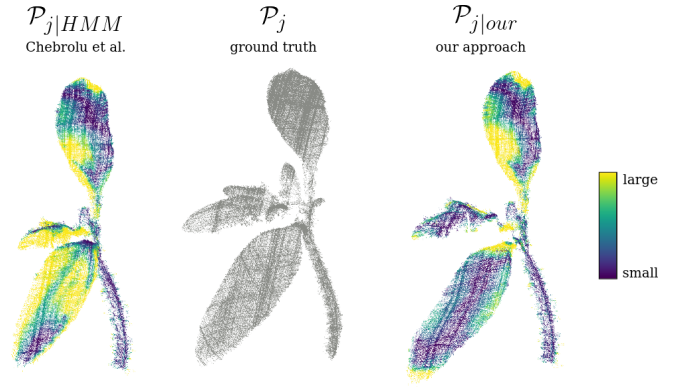 𝒫j|HMM
Chebrolu et al.
𝒫j
ground truth
𝒫j|our
our approach
large
small